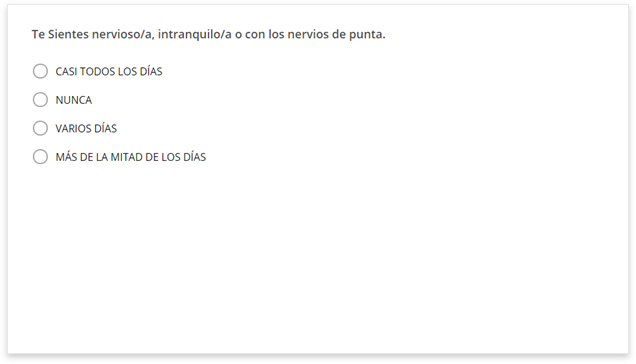 Te Sientes nervioso/a, intranquilo/a o con los nervios de punta.
CASI TODOS LOS DÍAS
NUNCA
VARIOS DÍAS
MÁS DE LA MITAD DE LOS DÍAS